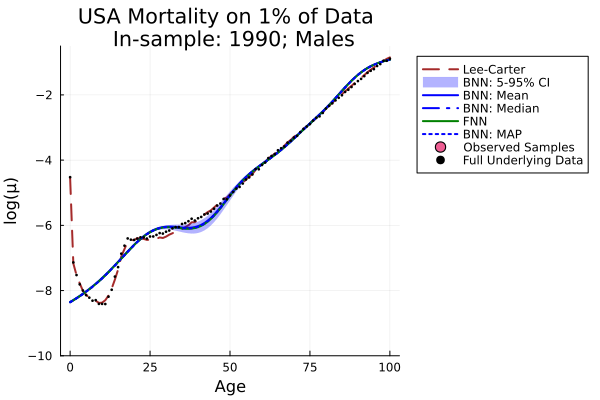 USA Mortality on 1% of Data
In-sample: 1990; Males
log(μ)
−2
−4
−6
−8
−10
0
25
50
75
100
Age
Lee-Carter
BNN: 5-95% CI
BNN: Mean
BNN: Median
FNN
BNN: MAP
Observed Samples
Full Underlying Data